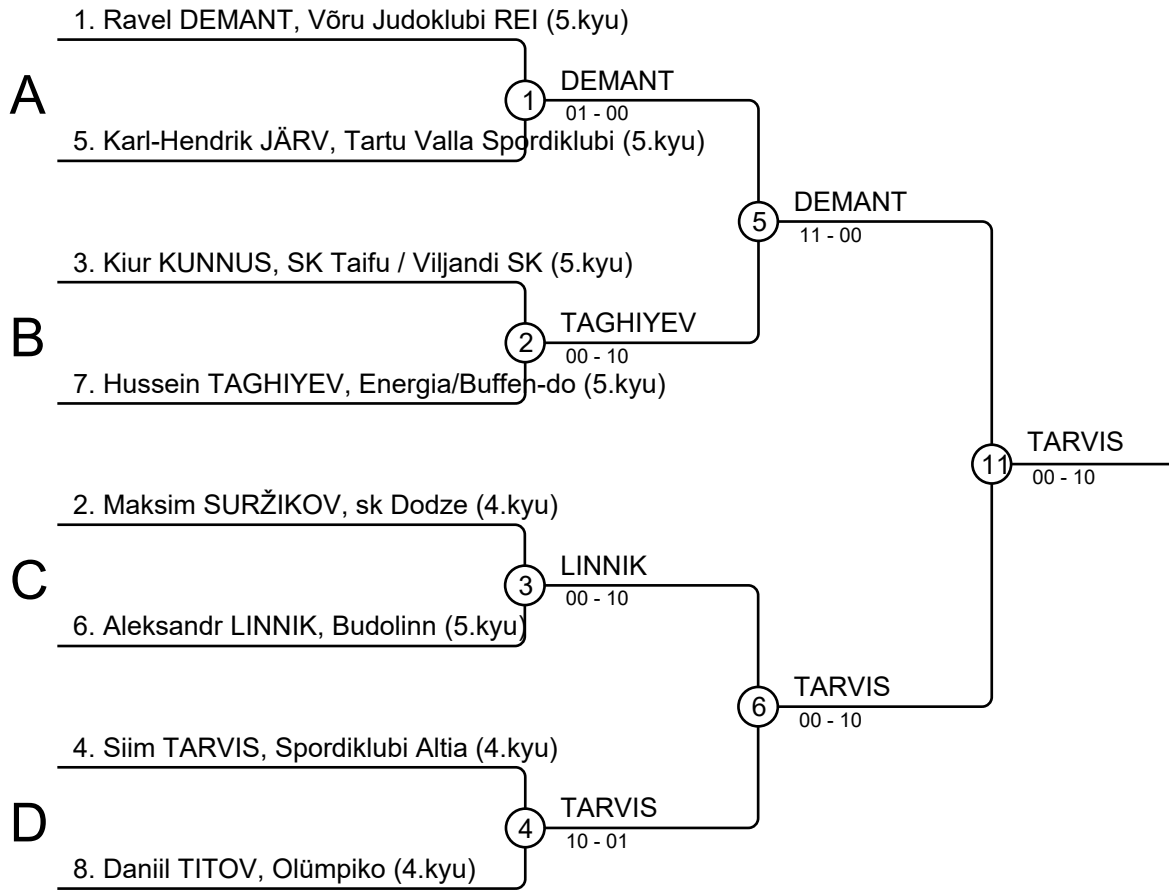 1. Ravel DEMANT, Võru Judoklubi REI (5.kyu)
A
1
DEMANT
01 - 00
5. Karl-Hendrik JÄRV, Tartu Valla Spordiklubi (5.kyu)
5
DEMANT
11 - 00
3. Kiur KUNNUS, SK Taifu / Viljandi SK (5.kyu)
B
2
TAGHIYEV
00 - 10
7. Hussein TAGHIYEV, Energia/Buffen-do (5.kyu)
11
TARVIS
00 - 10
2. Maksim SURŽIKOV, sk Dodze (4.kyu)
C
3
LINNIK
00 - 10
6. Aleksandr LINNIK, Budolinn (5.kyu)
6
TARVIS
00 - 10
4. Siim TARVIS, Spordiklubi Altia (4.kyu)
D
4
TARVIS
10 - 01
8. Daniil TITOV, Olümpiko (4.kyu)